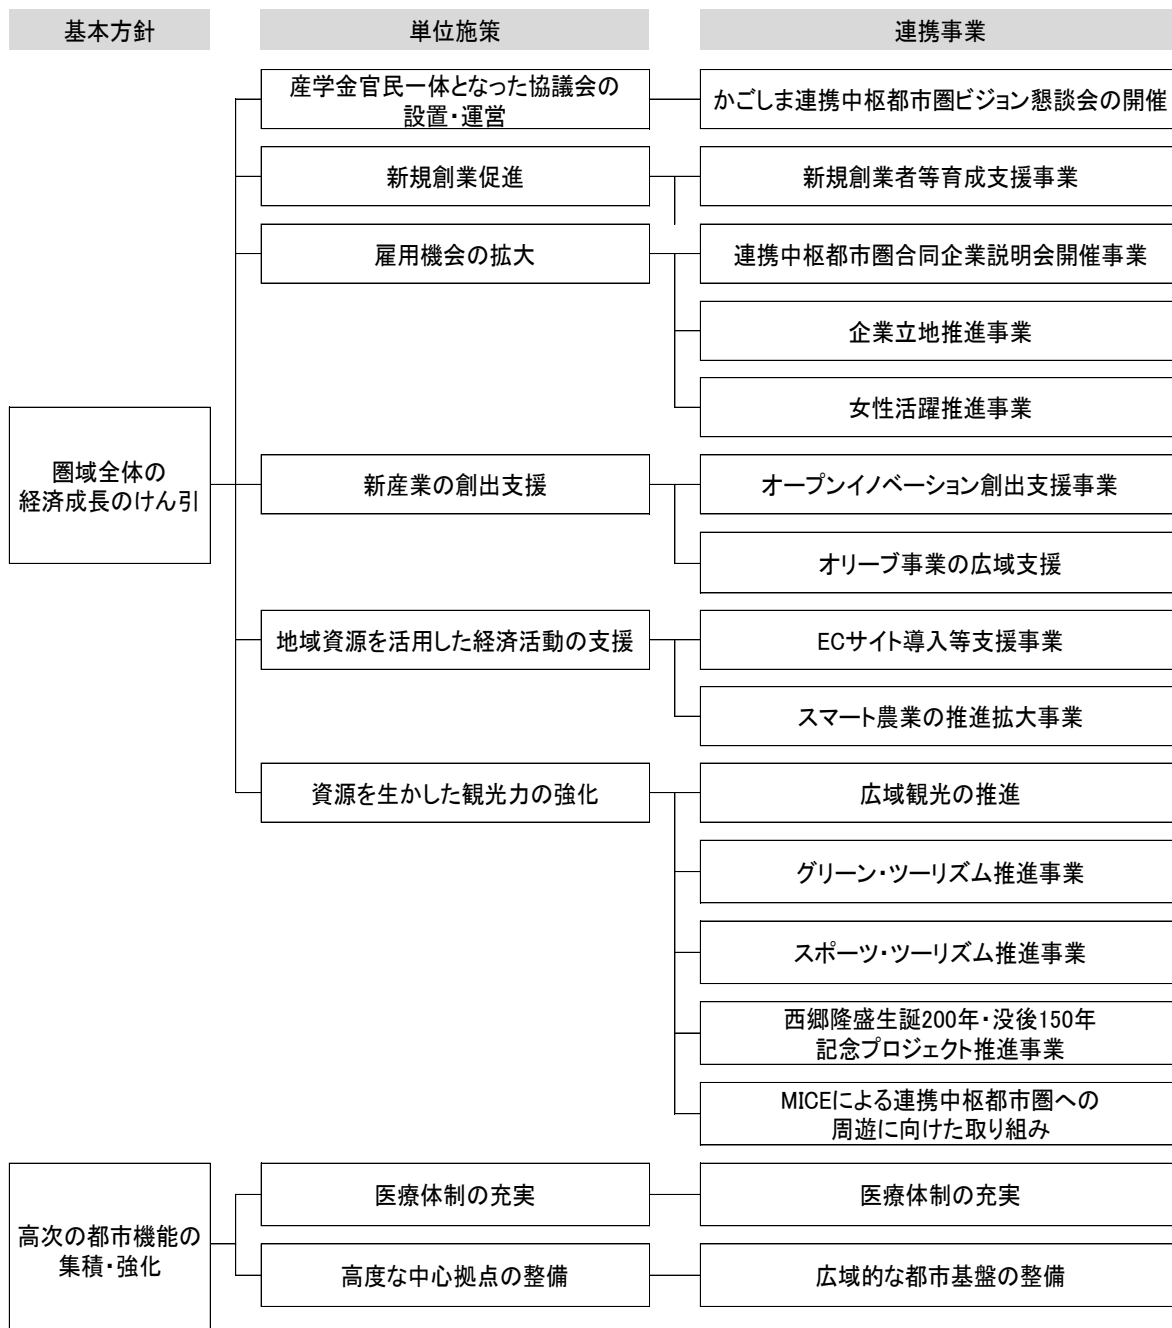 基本方針
単位施策
連携事業
産学金官民一体となった協議会の
設置・運営
かごしま連携中枢都市圏ビジョン懇談会の開催
新規創業促進
新規創業者等育成支援事業
雇用機会の拡大
連携中枢都市圏合同企業説明会開催事業
企業立地推進事業
女性活躍推進事業
圏域全体の
経済成長のけん引
新産業の創出支援
オープンイノベーション創出支援事業
オリーブ事業の広域支援
地域資源を活用した経済活動の支援
ECサイト導入等支援事業
スマート農業の推進拡大事業
資源を生かした観光力の強化
広域観光の推進
グリーン・ツーリズム推進事業
スポーツ・ツーリズム推進事業
西郷隆盛生誕200年・没後150年
記念プロジェクト推進事業
MICEによる連携中枢都市圏への
周遊に向けた取り組み
高次の都市機能の
集積・強化
医療体制の充実
医療体制の充実
高度な中心拠点の整備
広域的な都市基盤の整備